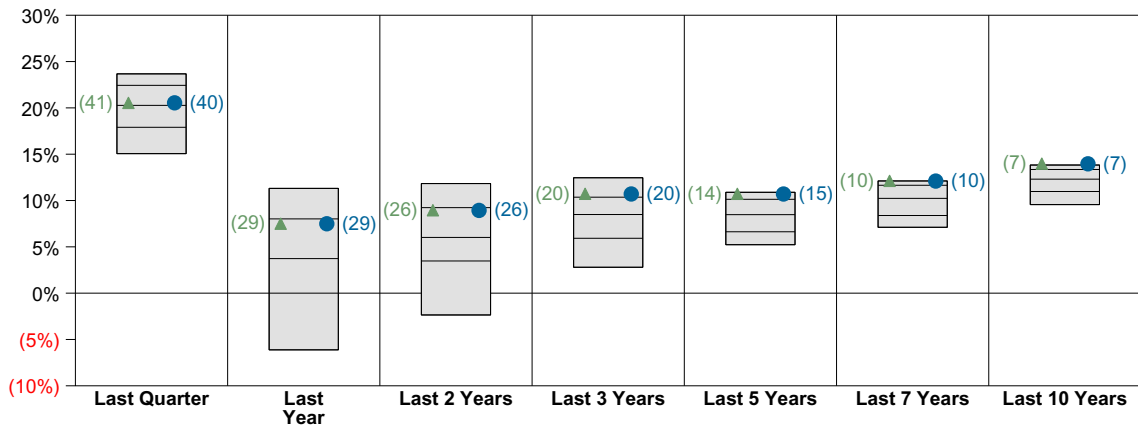 30%
25%
20%
15%
10%
5%
0%
(5%)
(10%)
(41) (40)
(29) (29)
(26) (26)
(20) (20)
(14) (15)
(10) (10)
(7) (7)
Last Quarter
Last
Year
Last 2 Years
Last 3 Years
Last 5 Years
Last 7 Years
Last 10 Years